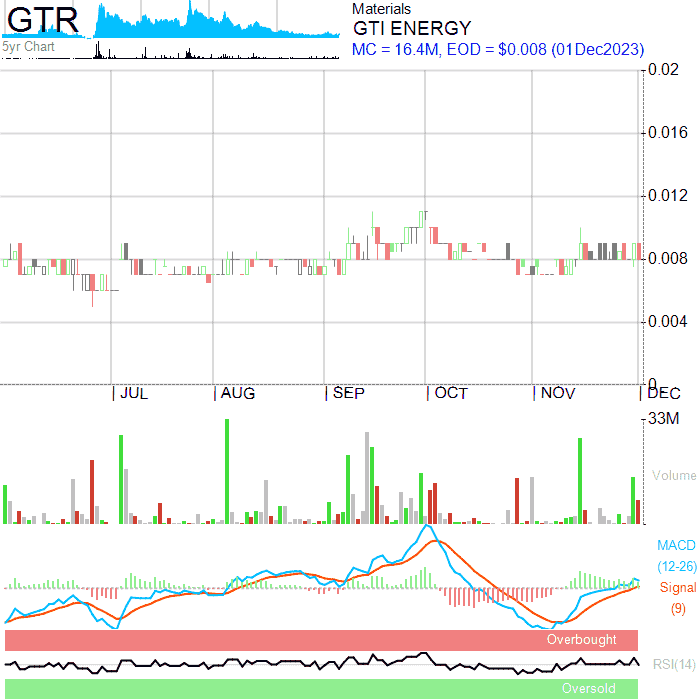 GTR
5yr Chart
Materials
GTI ENERGY
MC = 16.4M, EOD = $0.008 (01Dec2023)
0.02
0.016
0.012
0.008
0.004
0
JUL AUG SEP OCT NOV DEC
33M
Volume
MACD
(12-26)
Signal
(9)
Overbought
RSI(14)
Oversold